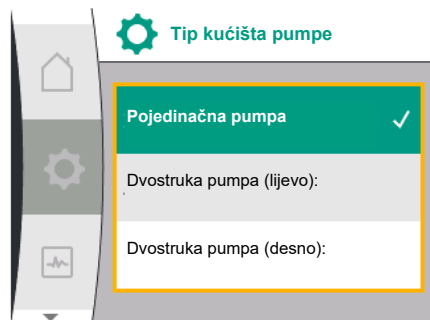 Tip kućišta pumpe
Pojedinačna pumpa
Dvostruka pumpa (lijevo):
Dvostruka pumpa (desno):